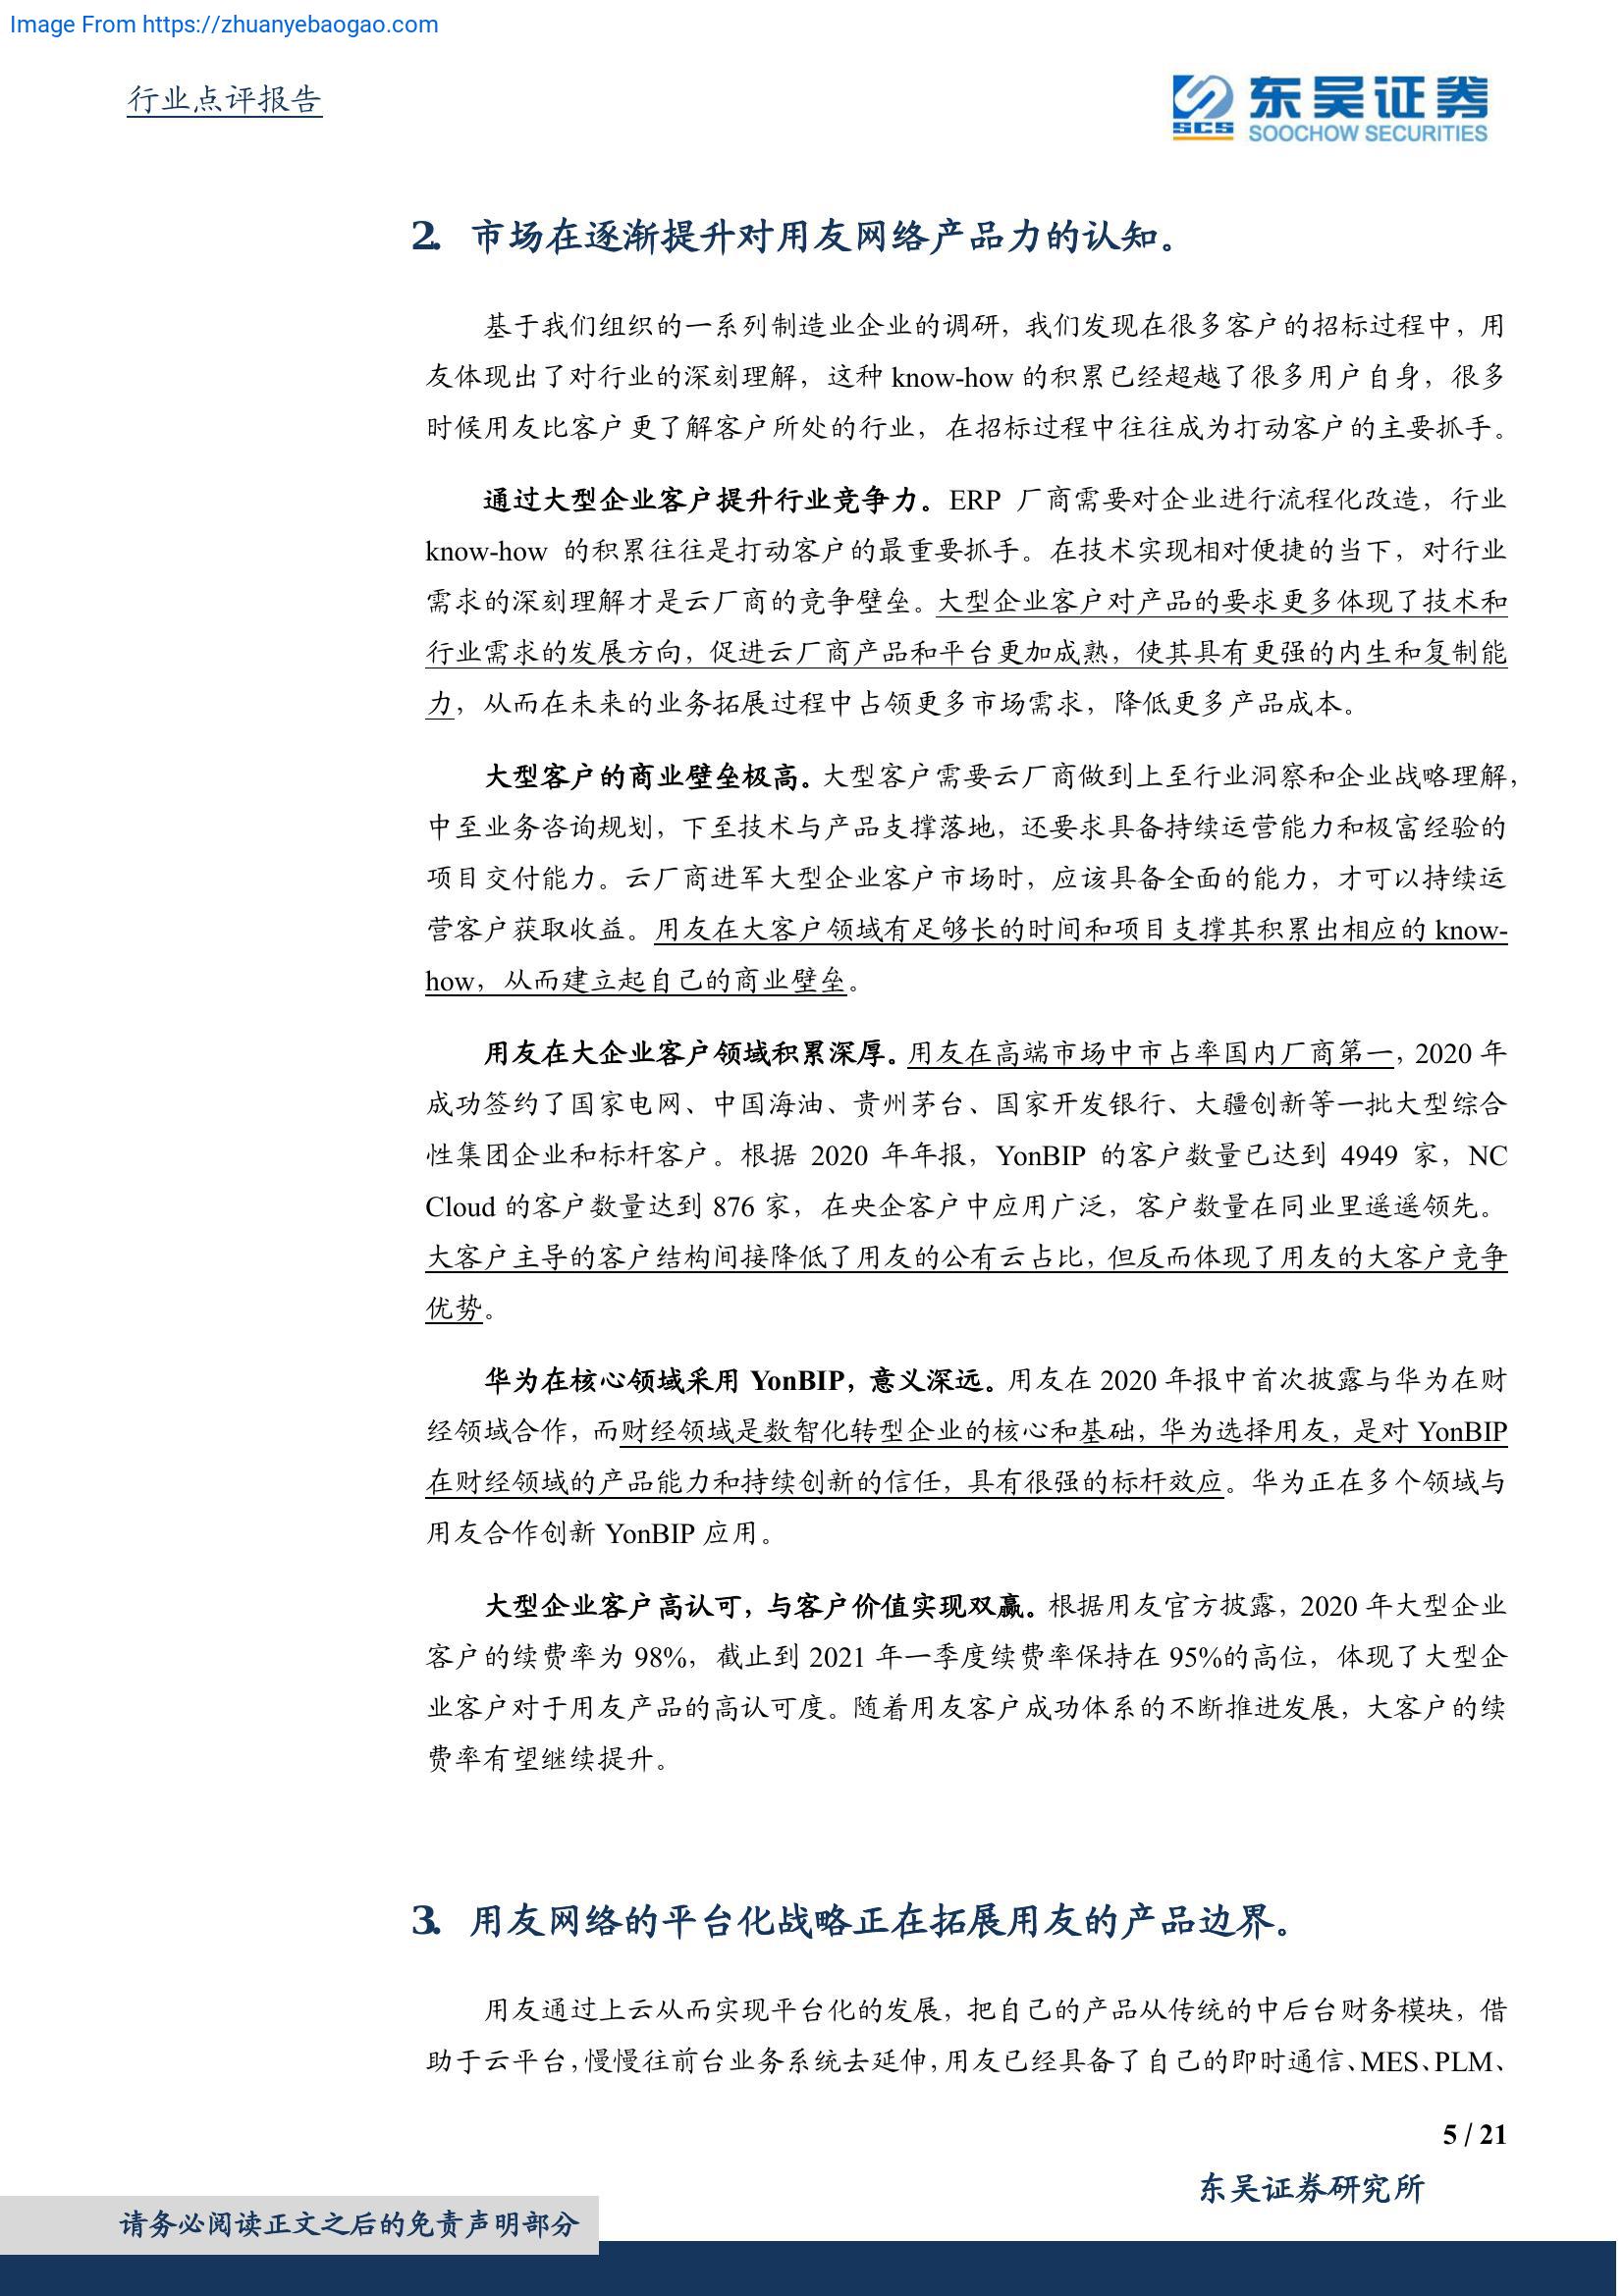 Image From https://zhuanyebaogao.com
行业点评报告
SCS
东吴证券
SOOCHOW SECURITIES
2. 市场在逐渐提升对用友网络产品力的认知。
基于我们组织的一系列制造业企业的调研，我们发现在很多客户的招标过程中，用
友体现出了对行业的深刻理解，这种 know-how 的积累已经超越了很多用户自身，很多
时候用友比客户更了解客户所处的行业，在招标过程中往往成为打动客户的主要抓手。
通过大型企业客户提升行业竞争力。ERP 厂商需要对企业进行流程化改造，行业
know-how 的积累往往是打动客户的最重要抓手。在技术实现相对便捷的当下，对行业
需求的深刻理解才是云厂商的竞争壁垒。大型企业客户对产品的要求更多体现了技术和
行业需求的发展方向，促进云厂商产品和平台更加成熟，使其具有更强的内生和复制能
力，从而在未来的业务拓展过程中占领更多市场需求，降低更多产品成本。
大型客户的商业壁垒极高。大型客户需要云厂商做到上至行业洞察和企业战略理解，
中至业务咨询规划，下至技术与产品支撑落地，还要求具备持续运营能力和极富经验的
项目交付能力。云厂商进军大型企业客户市场时，应该具备全面的能力，才可以持续运
营客户获取收益。用友在大客户领域有足够长的时间和项目支撑其积累出相应的 know-
how，从而建立起自己的商业壁垒。
用友在大企业客户领域积累深厚。用友在高端市场中市占率国内厂商第一，2020 年
成功签约了国家电网、中国海油、贵州茅台、国家开发银行、大疆创新等一批大型综合
性集团企业和标杆客户。根据 2020 年年报，YonBIP 的客户数量已达到 4949 家，NC
Cloud 的客户数量达到 876 家，在央企客户中应用广泛，客户数量在同业里遥遥领先。
大客户主导的客户结构间接降低了用友的公有云占比，但反而体现了用友的大客户竞争
优势。
华为在核心领域采用 YonBIP，意义深远。用友在 2020 年报中首次披露与华为在财
经领域合作，而财经领域是数智化转型企业的核心和基础，华为选择用友，是对 YonBIP
在财经领域的产品能力和持续创新的信任，具有很强的标杆效应。华为正在多个领域与
用友合作创新 YonBIP 应用。
大型企业客户高认可，与客户价值实现双赢。根据用友官方披露，2020 年大型企业
客户的续费率为 98%，截止到 2021 年一季度续费率保持在 95%的高位，体现了大型企
业客户对于用友产品的高认可度。随着用友客户成功体系的不断推进发展，大客户的续
费率有望继续提升。
3. 用友网络的平台化战略正在拓展用友的产品边界。
用友通过上云从而实现平台化的发展，把自己的产品从传统的中后台财务模块，借
助于云平台，慢慢往前台业务系统去延伸，用友已经具备了自己的即时通信、MES、PLM、
5 / 21
东吴证券研究所
请务必阅读正文之后的免责声明部分